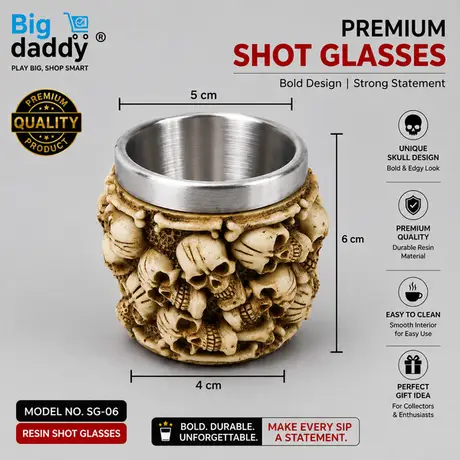 Big
daddy ®
PLAY BIG, SHOP SMART
PREMIUM
SHOT GLASSES
Bold Design | Strong Statement
PREMIUM
QUALITY
PRODUCT
5 cm
6 cm
4 cm
UNIQUE
SKULL DESIGN
Bold & Edgy Look
PREMIUM
QUALITY
Durable Resin
Material
EASY TO CLEAN
Smooth Interior
for Easy Use
PERFECT
GIFT IDEA
For Collectors
& Enthusiasts
MODEL NO. SG-06
RESIN SHOT GLASSES
BOLD. DURABLE.
UNFORGETTABLE.
MAKE EVERY SIP
A STATEMENT.